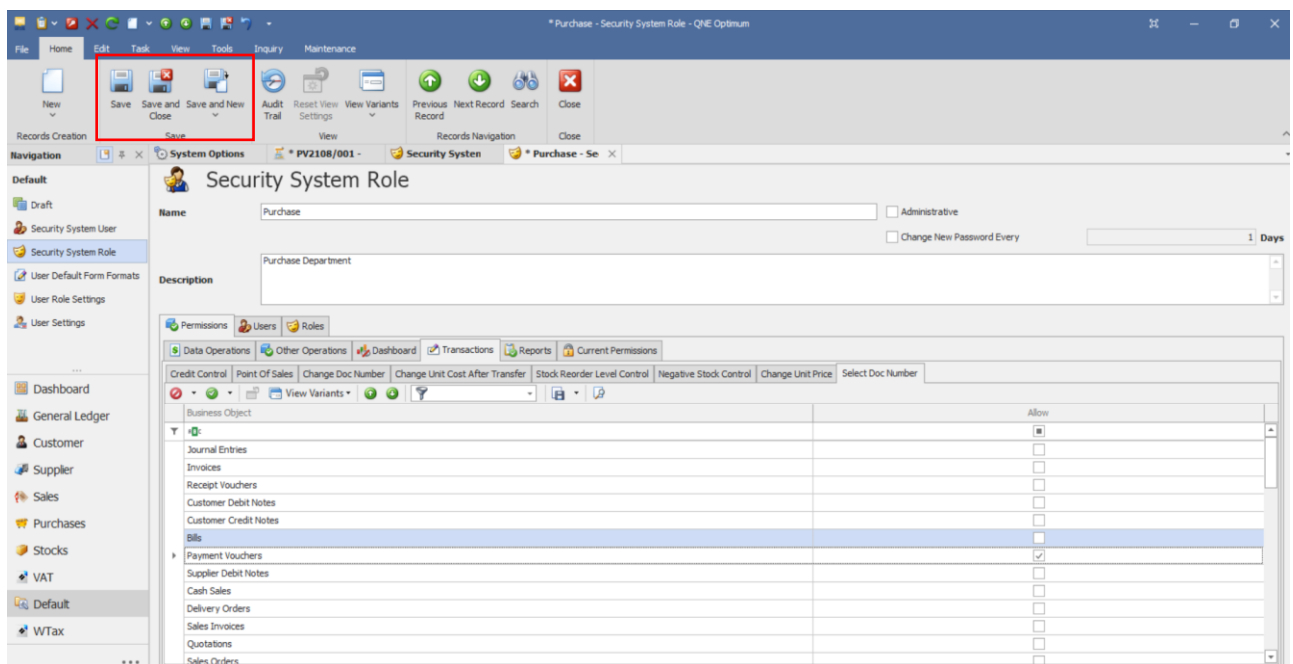 * Purchase - Security System Role - QNE Optimum
File Home Edit Task View Tools Inquiry Maintenance
New Save Save and Close Save and New Audit Trail Reset View Settings View Variants Previous Record Next Record Search Close
Records Creation Save View Records Navigation Close
Navigation System Options * PV2108/001 - Security Systen * Purchase - Se
Default
Draft
Security System User
Security System Role
User Default Form Formats
User Role Settings
User Settings
Dashboard
General Ledger
Customer
Supplier
Sales
Purchases
Stocks
VAT
Default
WTax
Security System Role
Name Purchase Administrative
Change New Password Every 1 Days
Description Purchase Department
Permissions Users Roles
Data Operations Other Operations Dashboard Transactions Reports Current Permissions
Credit Control Point Of Sales Change Doc Number Change Unit Cost After Transfer Stock Reorder Level Control Negative Stock Control Change Unit Price Select Doc Number
View Variants
Business Object Allow
Journal Entries
Invoices
Receipt Vouchers
Customer Debit Notes
Customer Credit Notes
Bills
Payment Vouchers
Supplier Debit Notes
Cash Sales
Delivery Orders
Sales Invoices
Quotations
Sales Orders